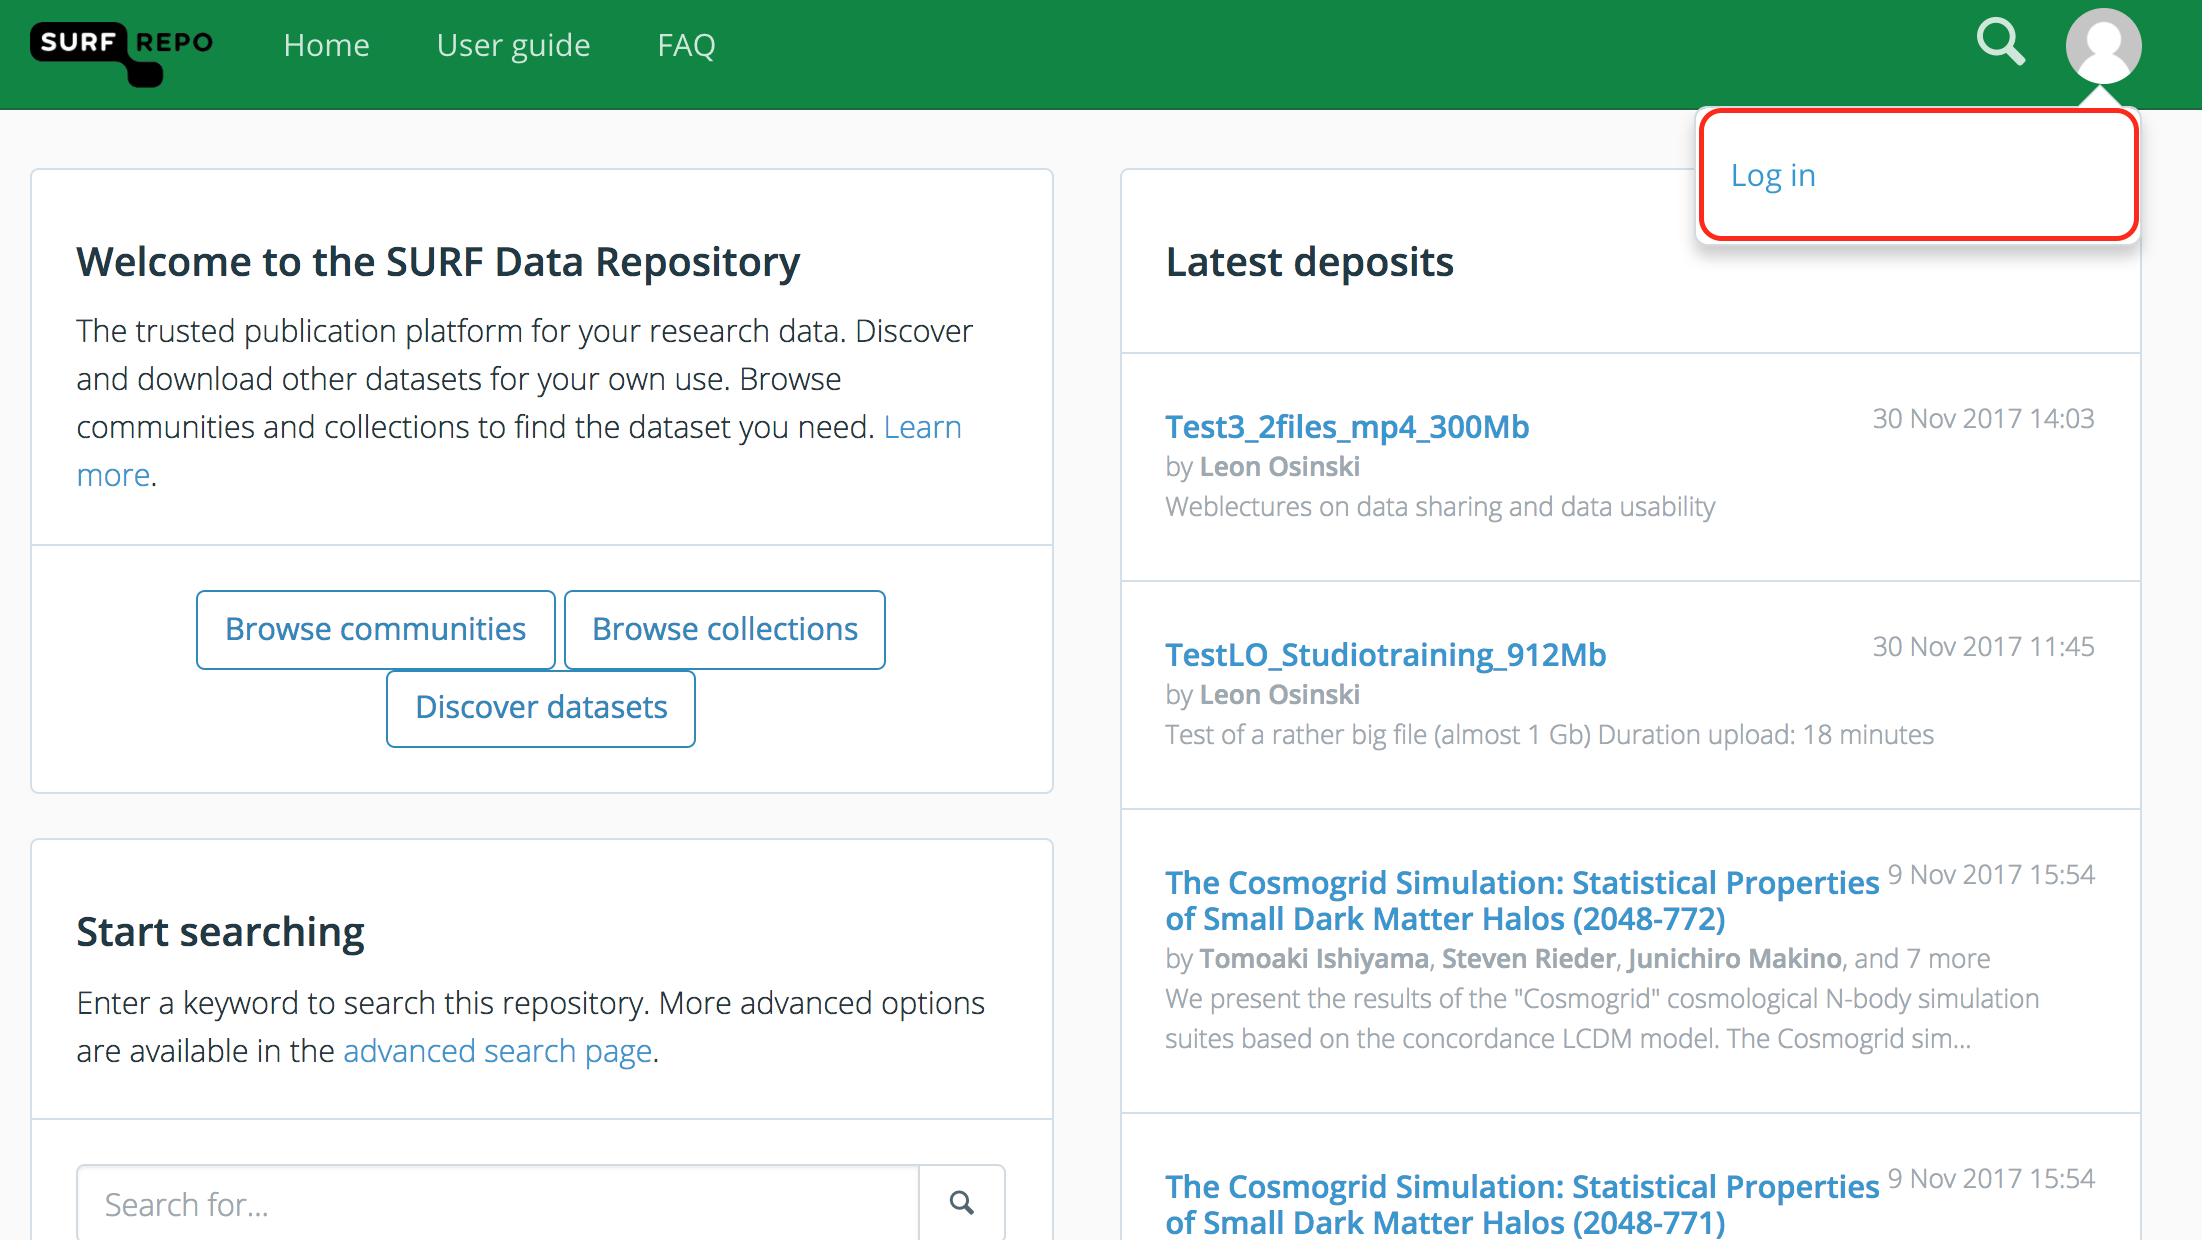 SURF REPO
Home
User guide
FAQ
Log in
Welcome to the SURF Data Repository
The trusted publication platform for your research data. Discover
and download other datasets for your own use. Browse
communities and collections to find the dataset you need. Learn
more.
Browse communities
Browse collections
Discover datasets
Start searching
Enter a keyword to search this repository. More advanced options
are available in the advanced search page.
Search for...
Latest deposits
Test3_2files_mp4_300Mb
30 Nov 2017 14:03
by Leon Osinski
Weblectures on data sharing and data usability
TestLO_Studiotraining_912Mb
30 Nov 2017 11:45
by Leon Osinski
Test of a rather big file (almost 1 Gb) Duration upload: 18 minutes
The Cosmogrid Simulation: Statistical Properties
9 Nov 2017 15:54
of Small Dark Matter Halos (2048-772)
by Tomoaki Ishiyama, Steven Rieder, Junichiro Makino, and 7 more
We present the results of the "Cosmogrid" cosmological N-body simulation
suites based on the concordance LCDM model. The Cosmogrid sim...
The Cosmogrid Simulation: Statistical Properties
9 Nov 2017 15:54
of Small Dark Matter Halos (2048-771)